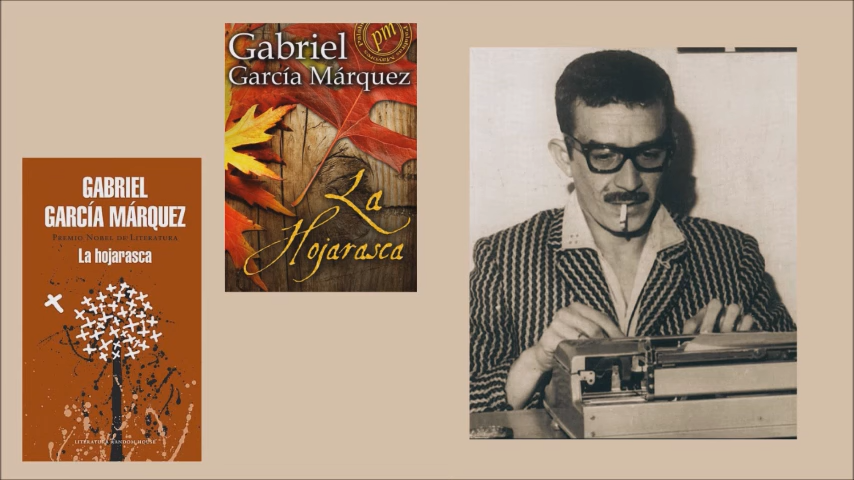 GABRIEL
GARCÍA MÁRQUEZ
PREMIO NOBEL DE LITERATURA
La hojarasca
LITERATURA RANDOM HOUSE
Gabriel
García Márquez
pm
La
Hojarasca